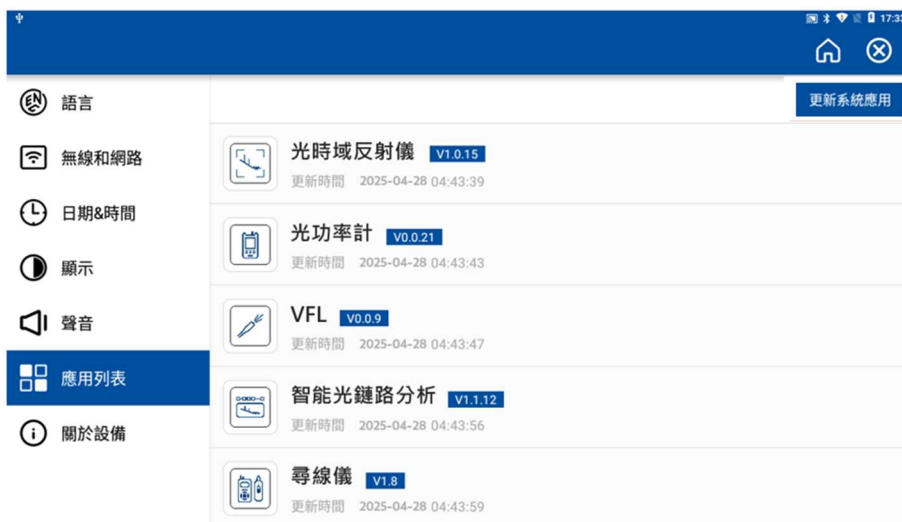 17:33
更新系統應用
語言
無線和網路
日期&時間
顯示
聲音
應用列表
關於設備
光時域反射儀 V1.0.15
更新時間 2025-04-28 04:43:39
光功率計 V0.0.21
更新時間 2025-04-28 04:43:43
VFL V0.0.9
更新時間 2025-04-28 04:43:47
智能光鏈路分析 V1.1.12
更新時間 2025-04-28 04:43:56
尋線儀 V1.8
更新時間 2025-04-28 04:43:59